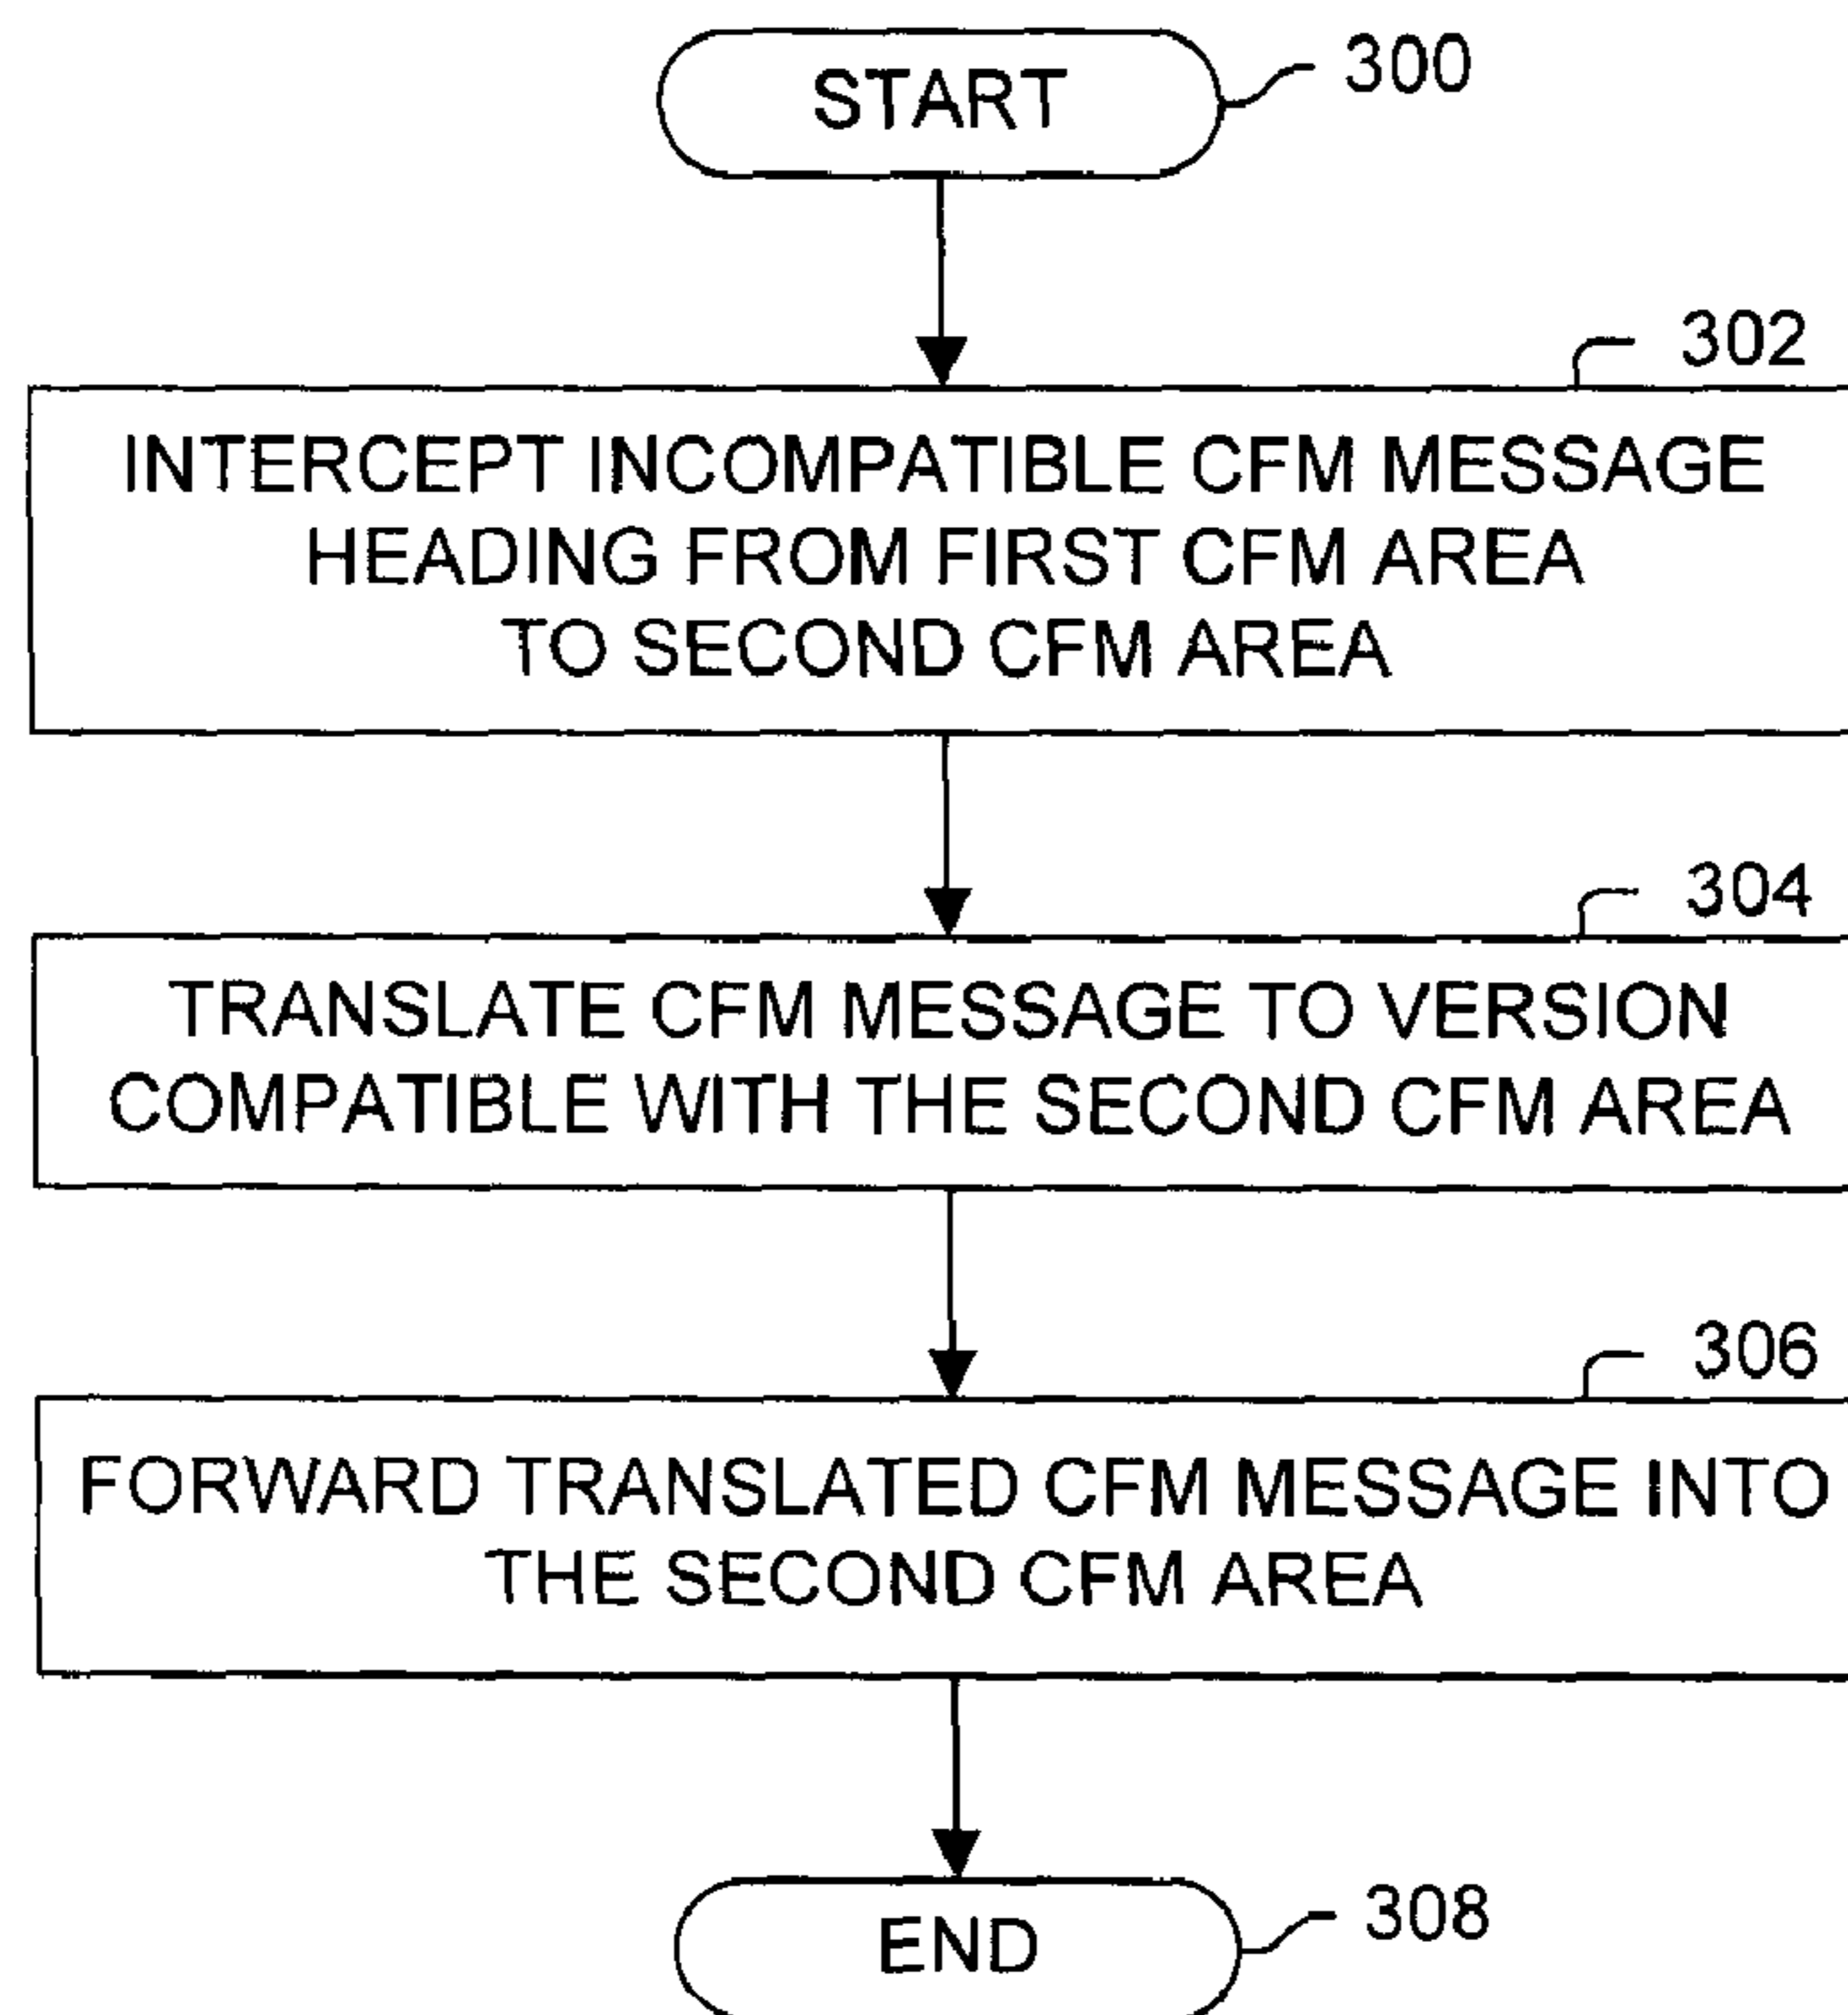 START
300
302
INTERCEPT INCOMPATIBLE CFM MESSAGE
HEADING FROM FIRST CFM AREA
TO SECOND CFM AREA
304
TRANSLATE CFM MESSAGE TO VERSION
COMPATIBLE WITH THE SECOND CFM AREA
306
FORWARD TRANSLATED CFM MESSAGE INTO
THE SECOND CFM AREA
END
308